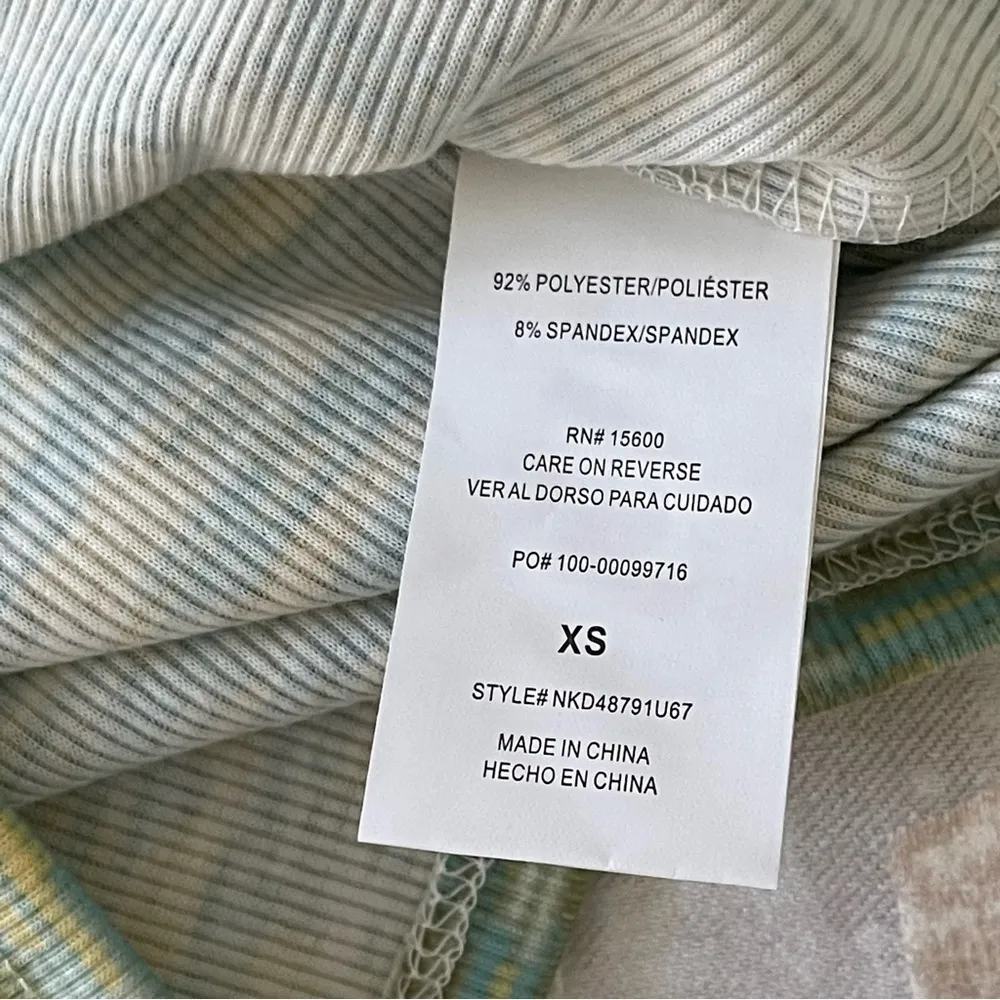 92% POLYESTER/POLIÉSTER
8% SPANDEX/SPANDEX
RN# 15600
CARE ON REVERSE
VER AL DORSO PARA CUIDADO
PO# 100-00099716
XS
STYLE# NKD48791U67
MADE IN CHINA
HECHO EN CHINA